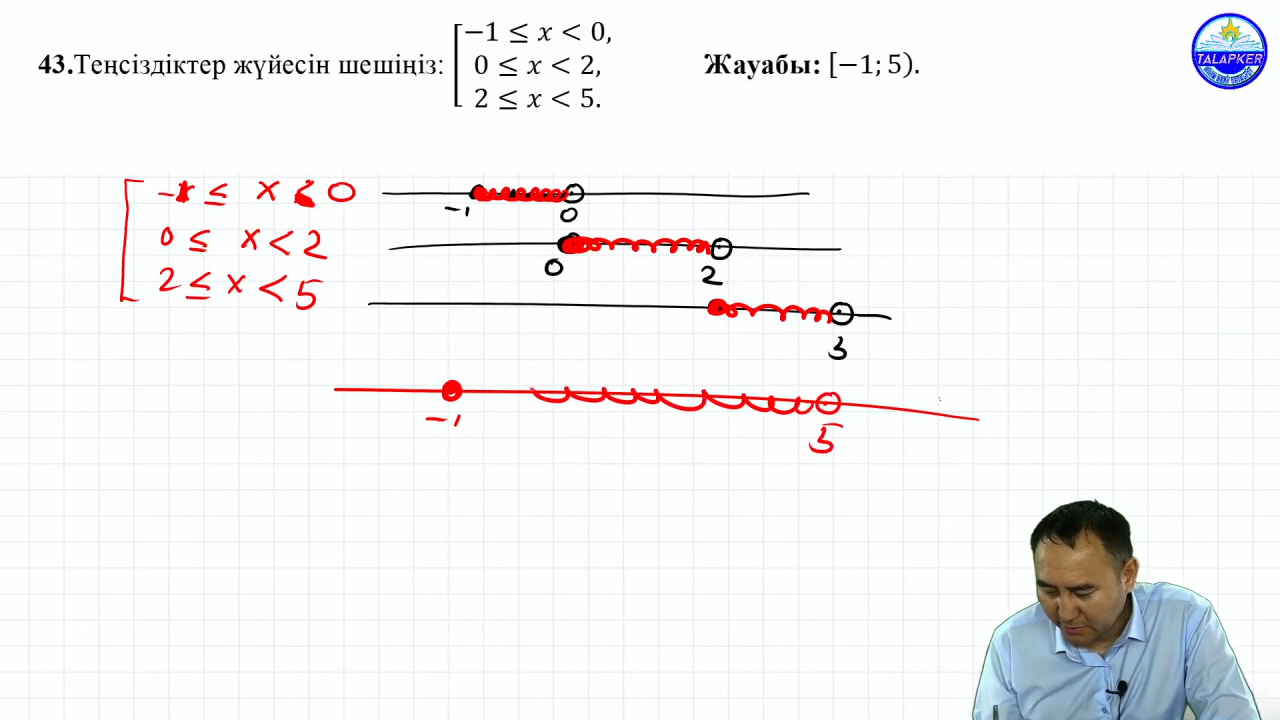 43.Теңсіздіктер жүйесін шешіңіз: [−1 ≤ x < 0,
0 ≤ x < 2,
2 ≤ x < 5.
Жауабы: [−1; 5).
TALAPKER
[ −1 ≤ x < 0
0 ≤ x < 2
2 ≤ x < 5
−1 0
0 2
5
−1 5